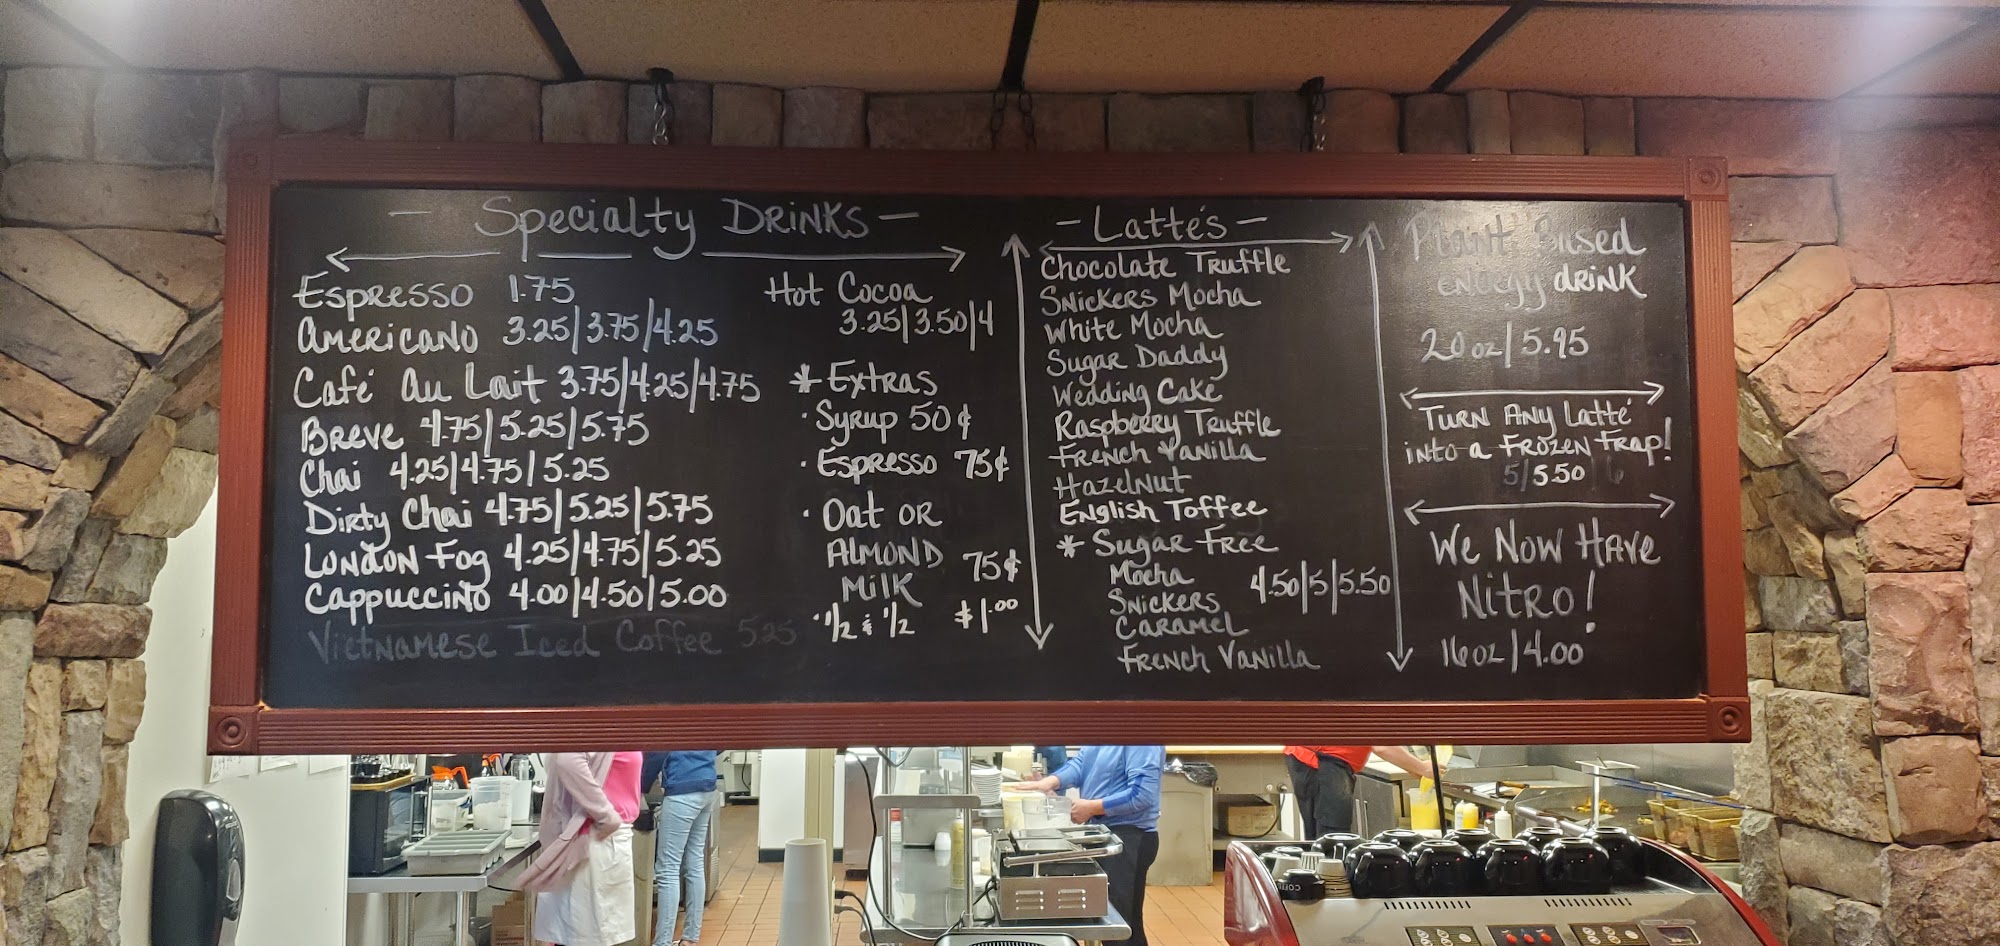 - Specialty Drinks -
Espresso 1.75
Americano 3.25/3.75/4.25
Café Au Lait 3.75/4.25/4.75
Breve 4.75/5.25/5.75
Chai 4.25/4.75/5.25
Dirty Chai 4.75/5.25/5.75
London Fog 4.25/4.75/5.25
Cappuccino 4.00/4.50/5.00
Vietnamese Iced Coffee 5.25
Hot Cocoa
3.25/3.50/4
* Extras
· Syrup 50¢
· Espresso 75¢
· Oat or
Almond
Milk 75¢
· 1/2 & 1/2 $1.00
- Latte's -
Chocolate Truffle
Snickers Mocha
White Mocha
Sugar Daddy
Wedding Cake
Raspberry Truffle
French Vanilla
Hazelnut
English Toffee
* Sugar Free
Mocha
Snickers
Caramel
French Vanilla
4.50/5/5.50
Plant Based
energy drink
20oz/5.95
Turn Any Latté
into a Frozen Frap!
5/5.50/6
We Now Have
Nitro!
16oz/4.00